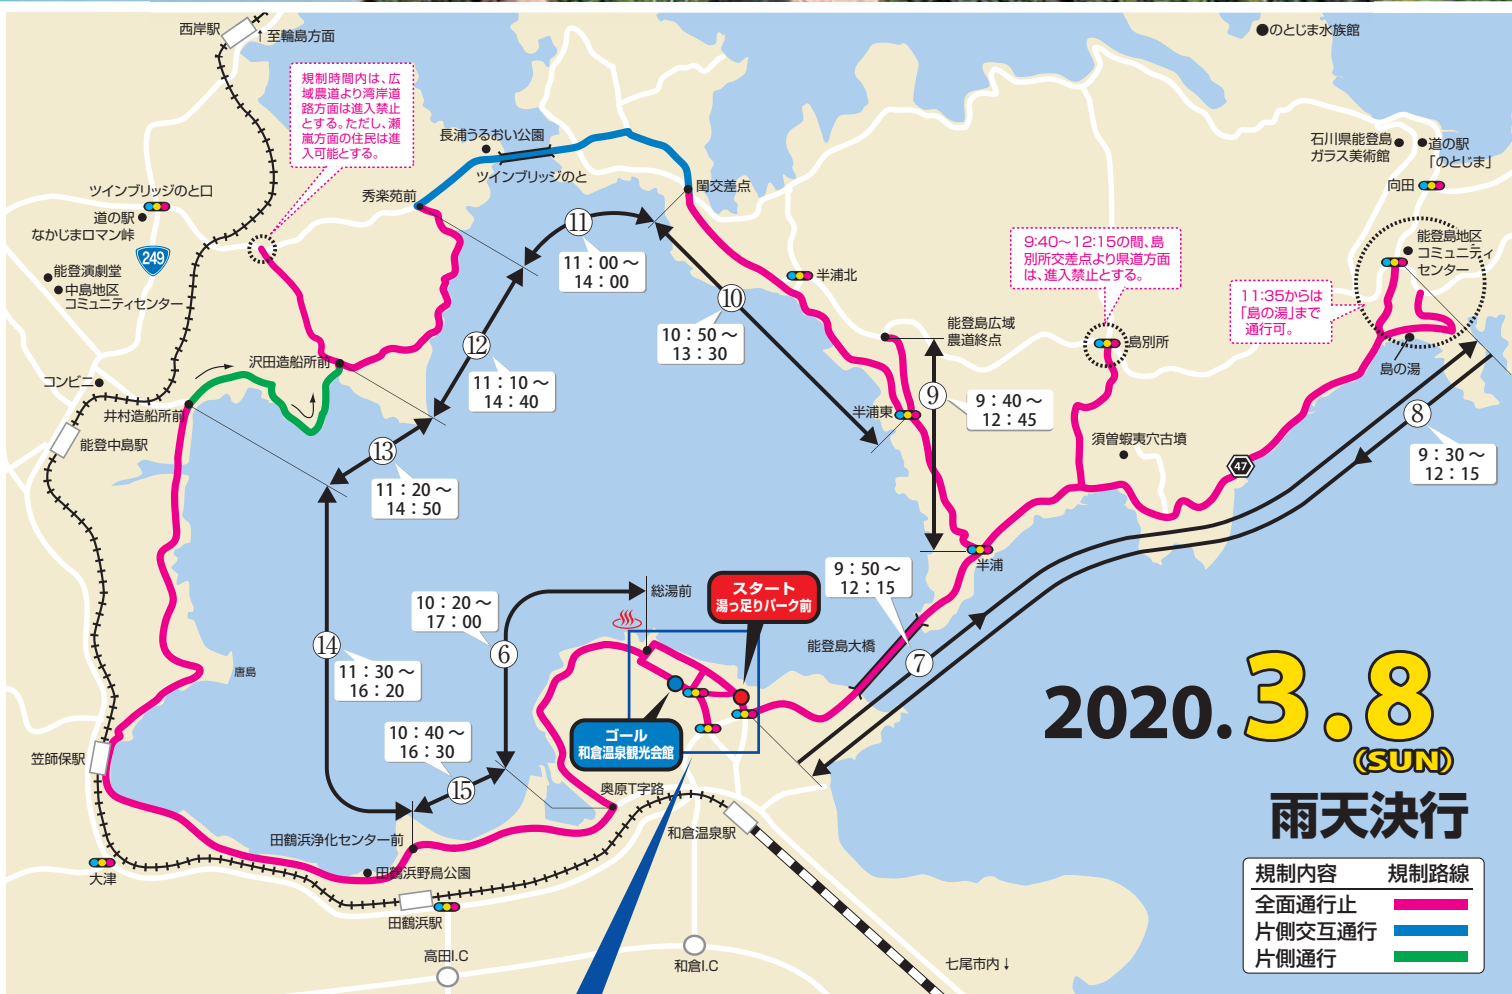 西岸駅
↑至輪島方面
●のとじま水族館
規制時間内は、広
域農道より湾岸道
路方面は進入禁止
とする。ただし、瀬
嵐方面の住民は進
入可能とする。
長浦うるおい公園
ツインブリッジのと
石川県能登島
ガラス美術館
道の駅
「のとじま」
向田
ツインブリッジのと口
道の駅
なかじまロマン峠
249
秀楽苑前
閨交差点
⑪
11:00~
14:00
9:40~12:15の間、島
別所交差点より県道方面
は、進入禁止とする。
能登島地区
コミュニティ
センター
能登演劇堂
中島地区
コミュニティセンター
半浦北
⑩
10:50~
13:30
11:35からは
「島の湯」まで
通行可。
能登島広域
農道終点
島別所
島の湯
沢田造船所前
⑫
11:10~
14:40
コンビニ
井村造船所前
⑨
9:40~
12:45
半浦東
⑧
9:30~
12:15
能登中島駅
⑬
11:20~
14:50
須曽蝦夷穴古墳
47
半浦
9:50~
12:15
10:20~
17:00
総湯前
スタート
湯っ足りパーク前
⑭
11:30~
16:20
⑥
能登島大橋
⑦
唐島
10:40~
16:30
ゴール
和倉温泉観光会館
笠師保駅
⑮
奥原T字路
田鶴浜浄化センター前
和倉温泉駅
大津
田鶴浜野鳥公園
田鶴浜駅
高田I.C
和倉I.C
七尾市内↓
2020.3.8
(SUN)
雨天決行
規制内容 規制路線
全面通行止
片側交互通行
片側通行